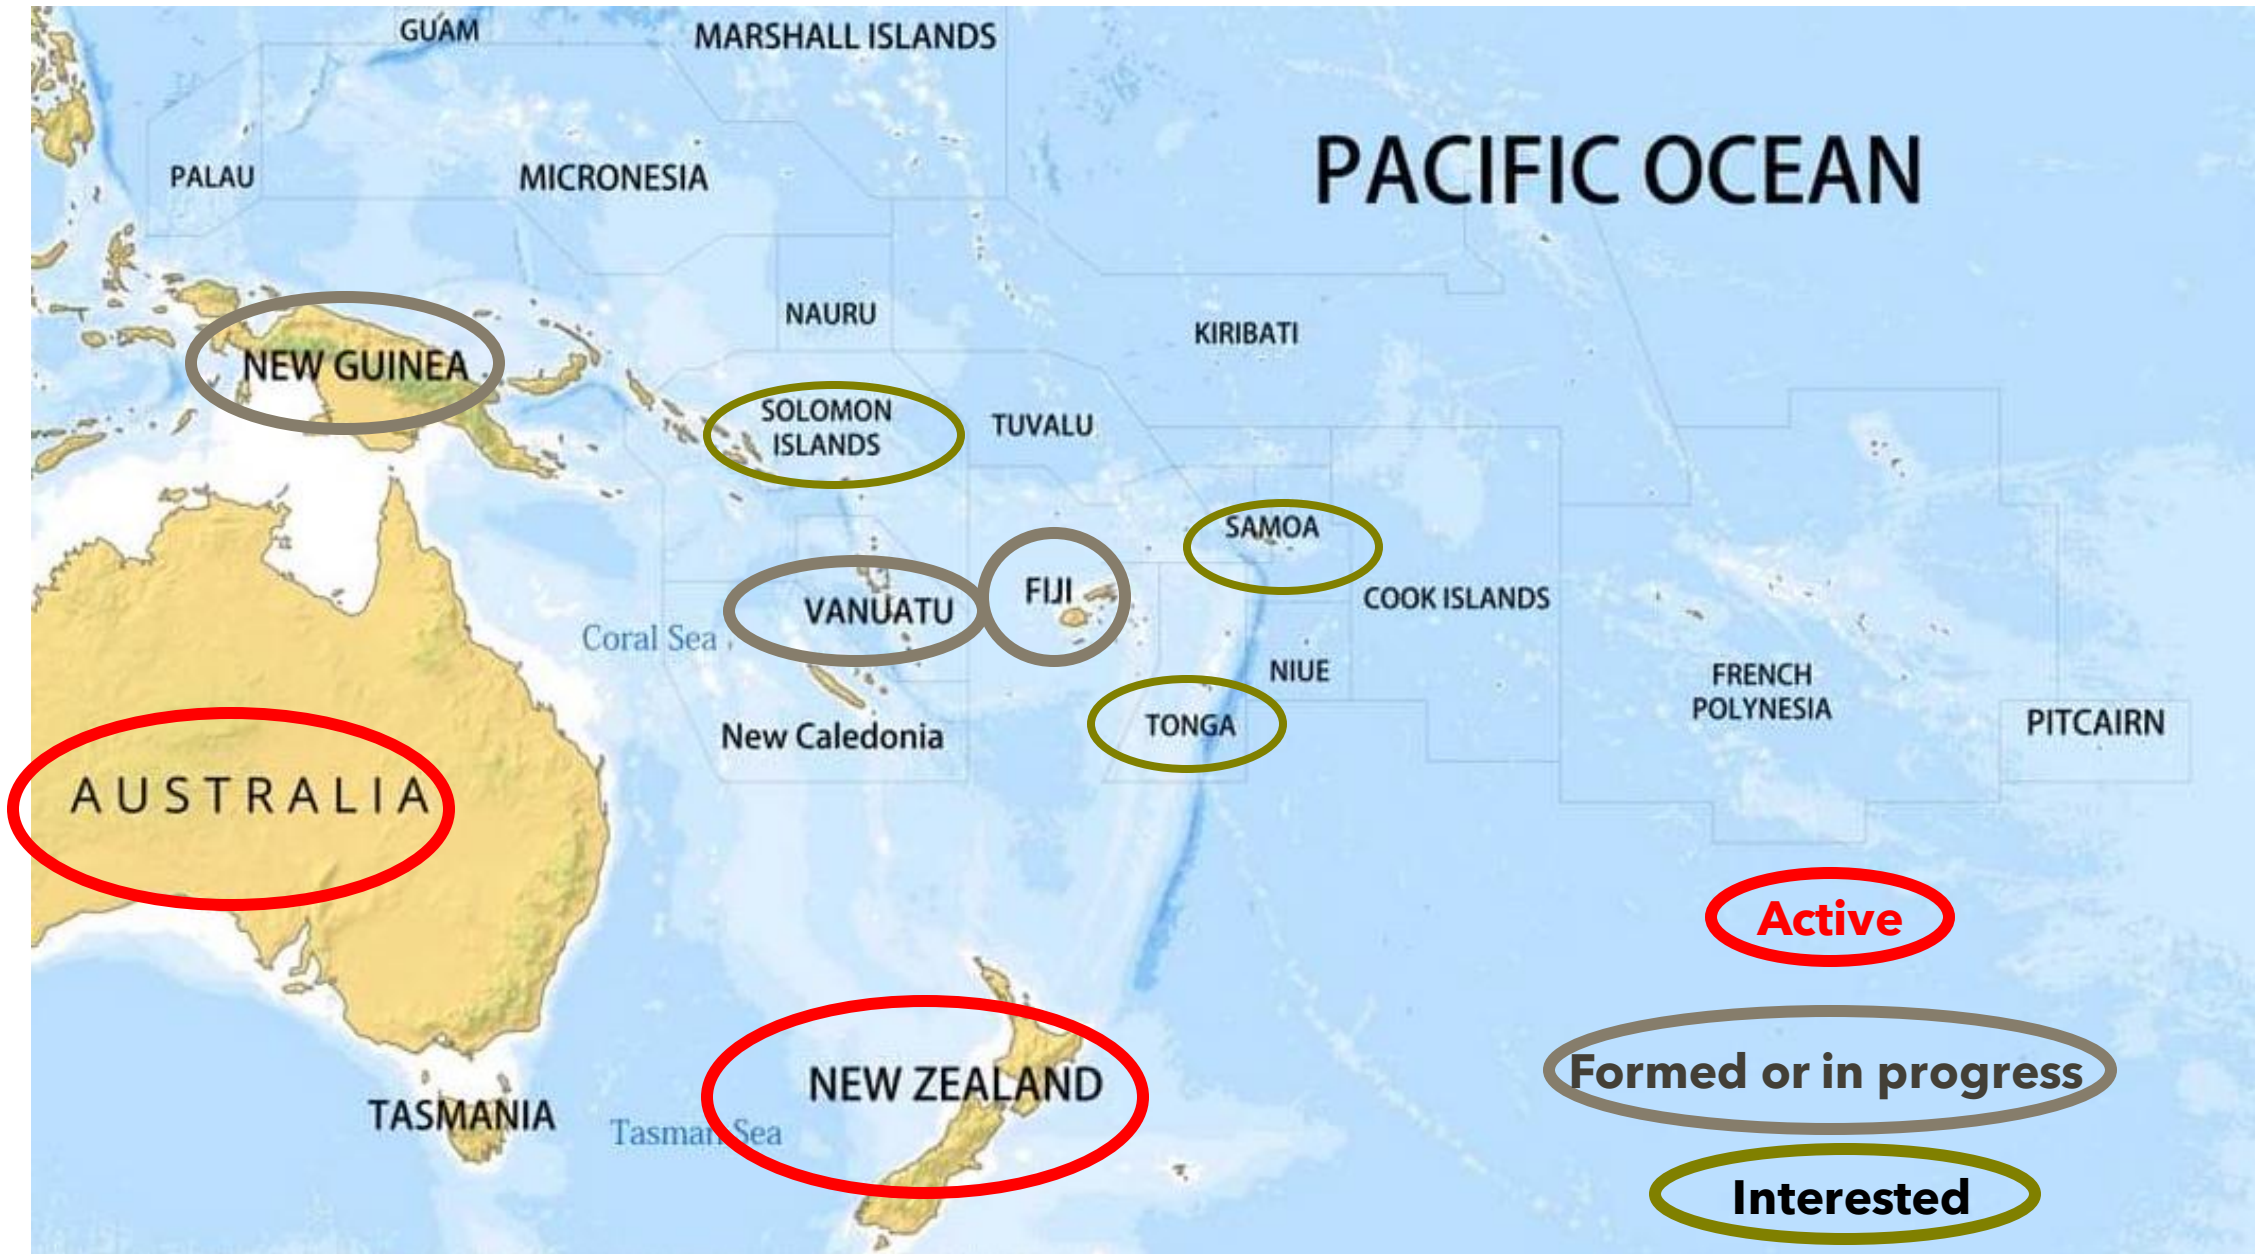 GUAM
MARSHALL ISLANDS
PACIFIC OCEAN
PALAU
MICRONESIA
NAURU
KIRIBATI
NEW GUINEA
SOLOMON
ISLANDS
TUVALU
SAMOA
FIJI
VANUATU
COOK ISLANDS
Coral Sea
NIUE
FRENCH
POLYNESIA
TONGA
PITCAIRN
New Caledonia
AUSTRALIA
Active
Formed or in progress
NEW ZEALAND
TASMANIA
Tasman Sea
Interested